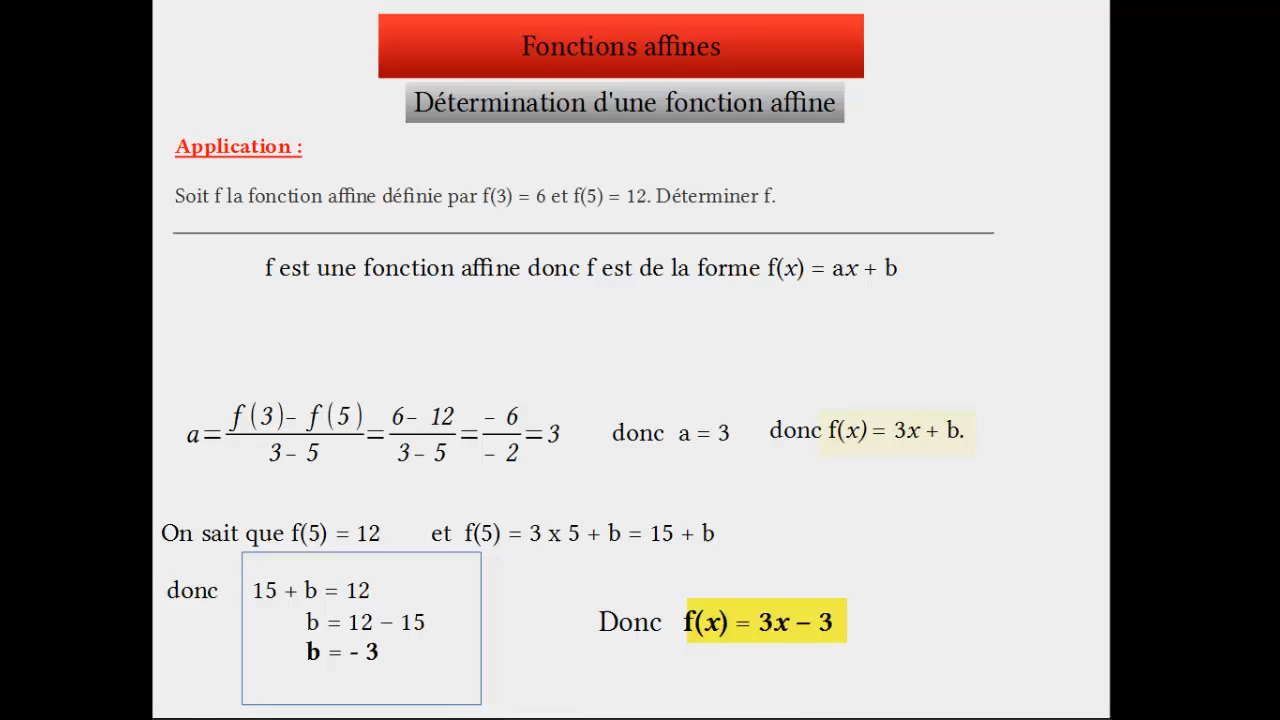 Fonctions affines
Détermination d'une fonction affine
Application :
Soit f la fonction affine définie par f(3) = 6 et f(5) = 12. Déterminer f.
f est une fonction affine donc f est de la forme f(x) = ax + b
a = (f(3) – f(5))/(3 – 5) = (6 – 12)/(3 – 5) = (– 6)/(– 2) = 3 donc a = 3 donc f(x) = 3x + b.
On sait que f(5) = 12 et f(5) = 3 x 5 + b = 15 + b
donc 15 + b = 12
b = 12 – 15
b = - 3
Donc f(x) = 3x – 3